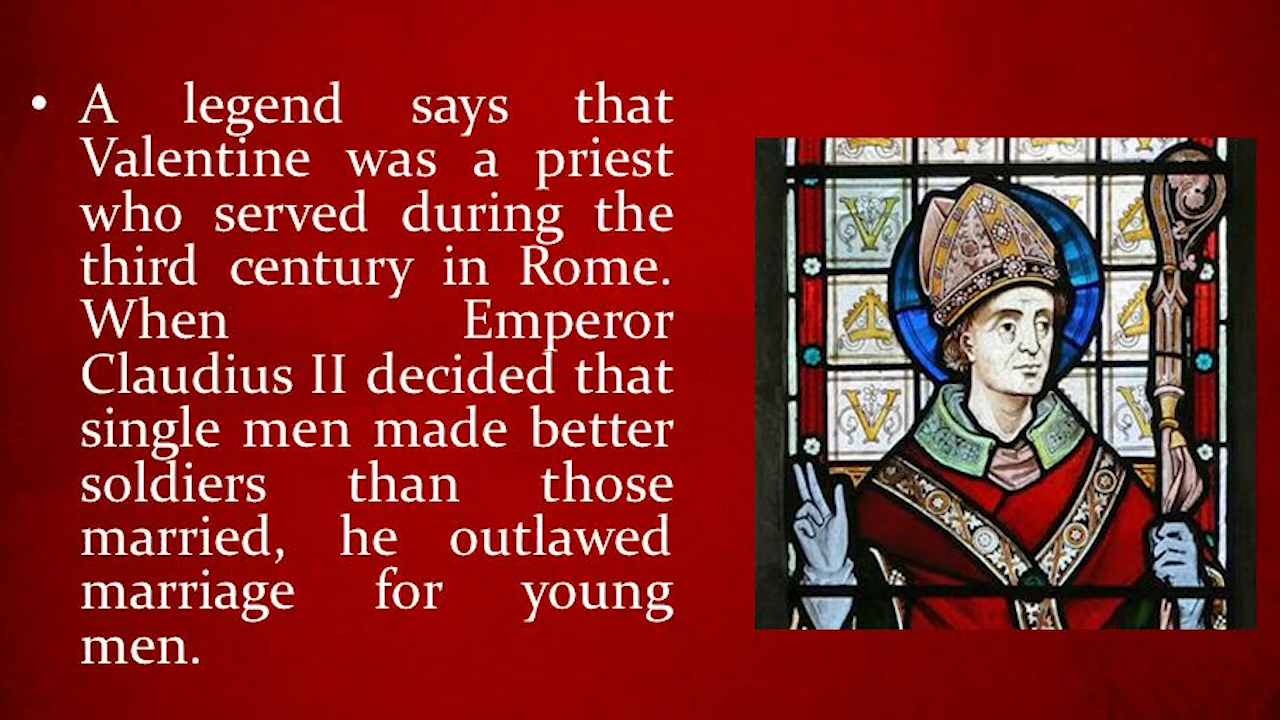 • A legend says that
Valentine was a priest
who served during the
third century in Rome.
When Emperor
Claudius II decided that
single men made better
soldiers than those
married, he outlawed
marriage for young
men.